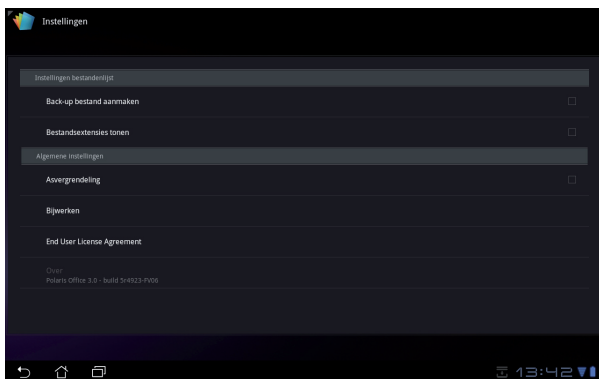 Instellingen
Instellingen bestandenlijst
Back-up bestand aanmaken
Bestandsextensies tonen
Algemene instellingen
Asvergrendeling
Bijwerken
End User License Agreement
Over
Polaris Office 3.0 - build 5r4923-FV06
13:42